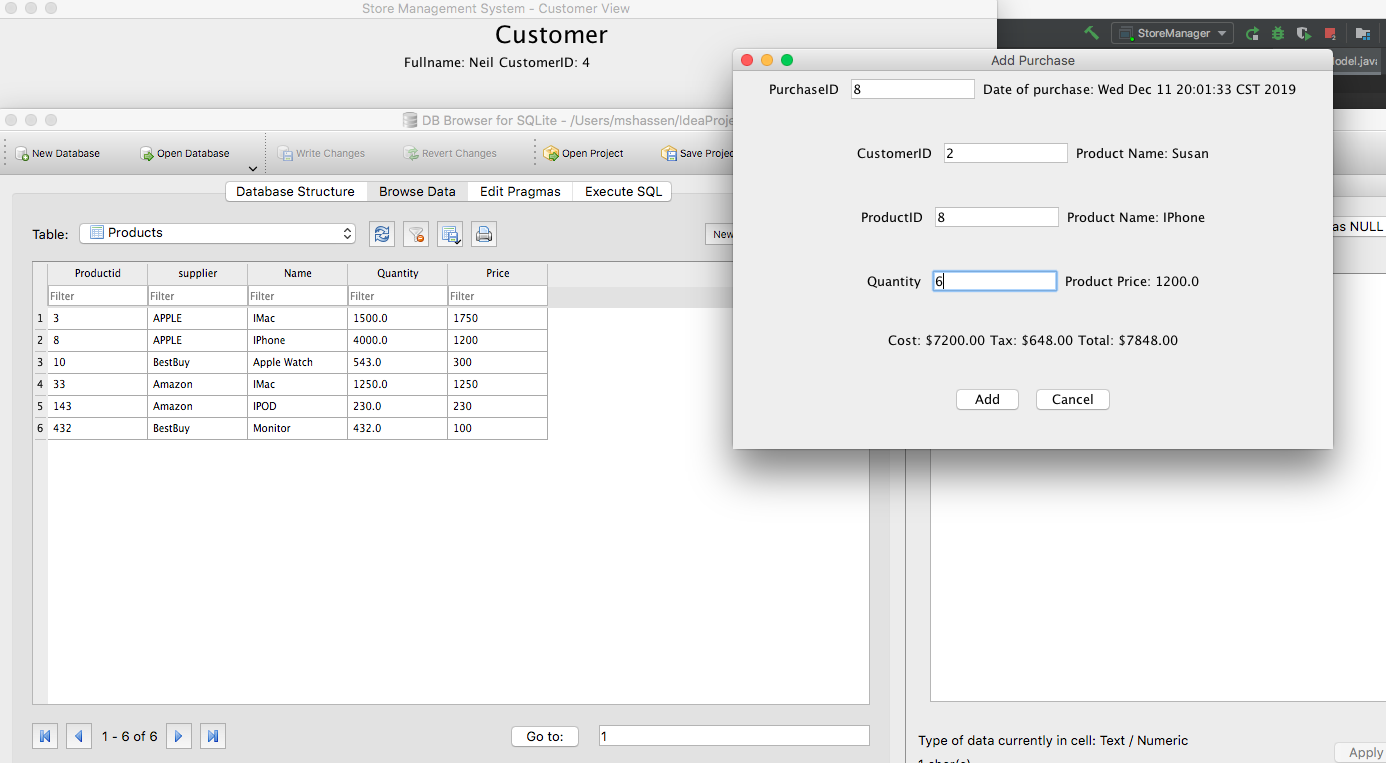 Store Management System - Customer View
Customer
Fullname: Neil CustomerID: 4
StoreManager
odel.java
Add Purchase
PurchaseID 8 Date of purchase: Wed Dec 11 20:01:33 CST 2019
CustomerID 2 Product Name: Susan
ProductID 8 Product Name: IPhone
Quantity 6 Product Price: 1200.0
Cost: $7200.00 Tax: $648.00 Total: $7848.00
Add Cancel
DB Browser for SQLite - /Users/mshassen/IdeaProje
New Database Open Database Write Changes Revert Changes Open Project Save Projec
Database Structure Browse Data Edit Pragmas Execute SQL
Table: Products New
as NULL
Productid supplier Name Quantity Price
Filter Filter Filter Filter Filter
1 3 APPLE IMac 1500.0 1750
2 8 APPLE IPhone 4000.0 1200
3 10 BestBuy Apple Watch 543.0 300
4 33 Amazon IMac 1250.0 1250
5 143 Amazon IPOD 230.0 230
6 432 BestBuy Monitor 432.0 100
1 - 6 of 6 Go to: 1
Type of data currently in cell: Text / Numeric
1 char(s)
Apply